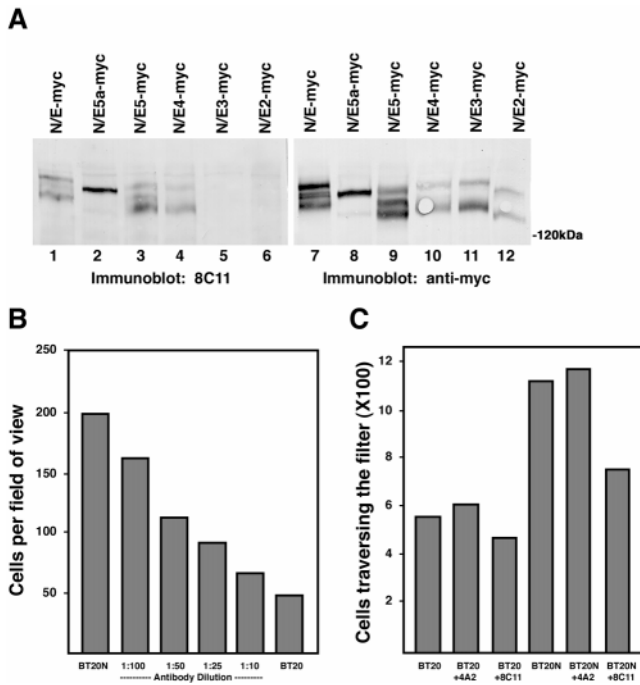 A
N/E-myc
N/E5a-myc
N/E5-myc
N/E4-myc
N/E3-myc
N/E2-myc
N/E-myc
N/E5a-myc
N/E5-myc
N/E4-myc
N/E3-myc
N/E2-myc
-120kDa
1 2 3 4 5 6 7 8 9 10 11 12
Immunoblot: 8C11 Immunoblot: anti-myc
B
Cells per field of view
250
200
150
100
50
BT20N 1:100 1:50 1:25 1:10 BT20
---------- Antibody Dilution ----------
C
Cells traversing the filter (X100)
12
10
8
6
4
2
BT20 BT20 BT20 BT20N BT20N BT20N
+4A2 +8C11 +4A2 +8C11